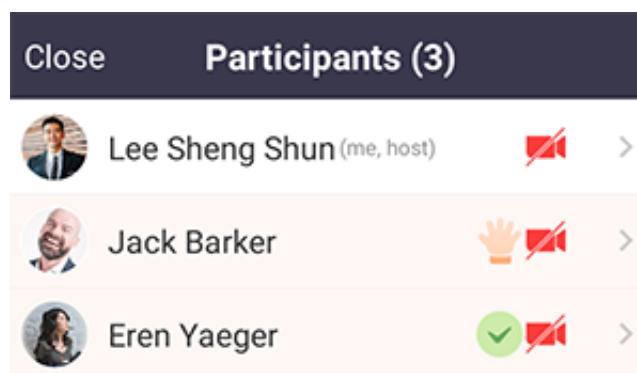 Close Participants (3)
Lee Sheng Shun (me, host)
Jack Barker
Eren Yaeger